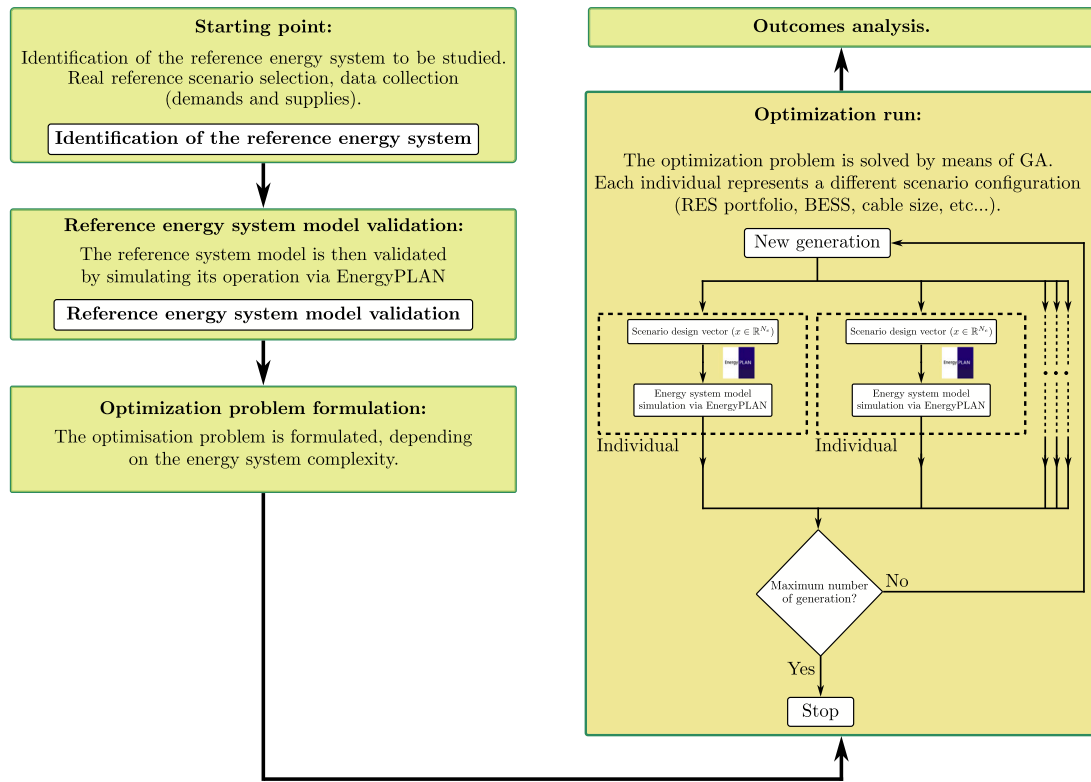 Starting point:
Identification of the reference energy system to be studied.
Real reference scenario selection, data collection
(demands and supplies).
Identification of the reference energy system
Reference energy system model validation:
The reference system model is then validated
by simulating its operation via EnergyPLAN
Reference energy system model validation
Optimization problem formulation:
The optimisation problem is formulated, depending
on the energy system complexity.
Outcomes analysis.
Optimization run:
The optimization problem is solved by means of GA.
Each individual represents a different scenario configuration
(RES portfolio, BESS, cable size, etc...).
New generation
Scenario design vector (x ∈ ℝ^{N_v})
EnergyPLAN
Energy system model
simulation via EnergyPLAN
Individual
Scenario design vector (x ∈ ℝ^{N_v})
EnergyPLAN
Energy system model
simulation via EnergyPLAN
Individual
Maximum number
of generation?
No
Yes
Stop